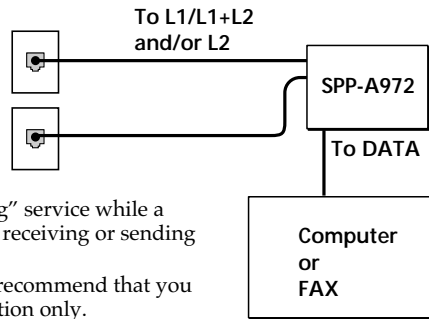 To L1/L1+L2
and/or L2
SPP-A972
To DATA
g” service while a
receiving or sending
recommend that you
tion only.
Computer
or
FAX